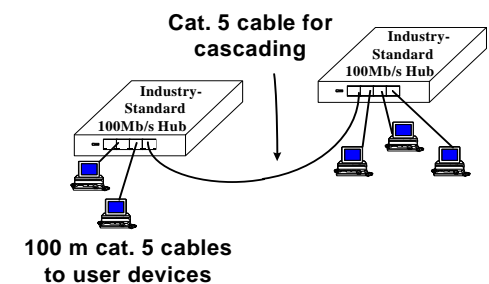 Cat. 5 cable for
cascading
Industry-
Standard
100Mb/s Hub
Industry-
Standard
100Mb/s Hub
100 m cat. 5 cables
to user devices